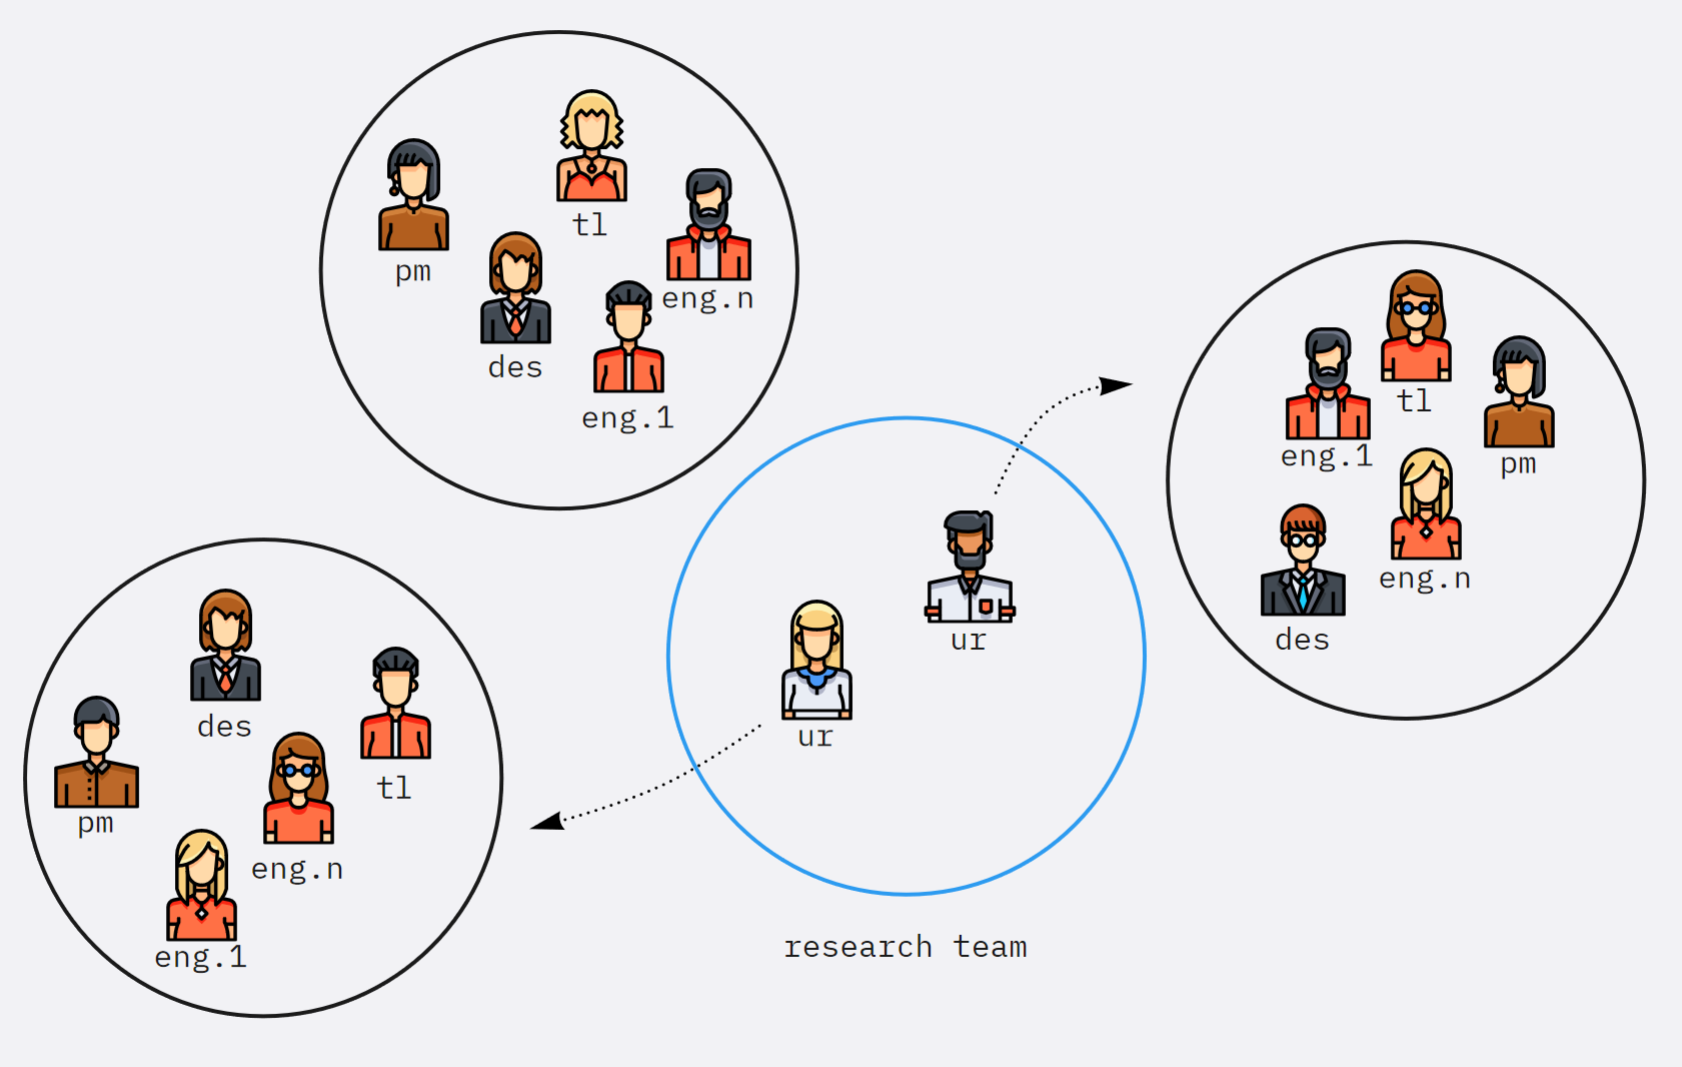 tl
pm
eng.n
des
eng.1
tl
eng.1
pm
eng.n
des
ur
ur
des
tl
pm
eng.n
eng.1
research team